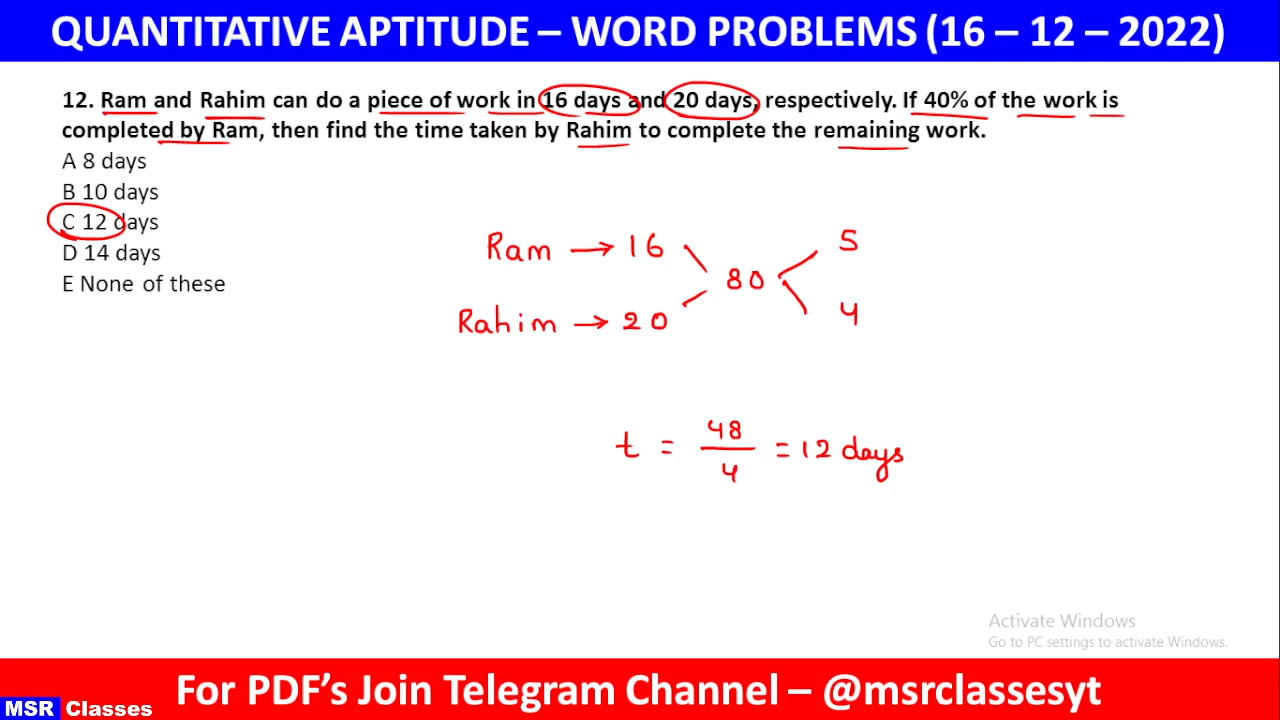 QUANTITATIVE APTITUDE – WORD PROBLEMS (16 – 12 – 2022)
12. Ram and Rahim can do a piece of work in 16 days and 20 days, respectively. If 40% of the work is
completed by Ram, then find the time taken by Rahim to complete the remaining work.
A 8 days
B 10 days
C 12 days
D 14 days
E None of these
Ram → 16
80
5
Rahim → 20
4
t = 48/4 = 12 days
Activate Windows
Go to PC settings to activate Windows.
For PDF’s Join Telegram Channel – @msrclassesyt
MSR Classes